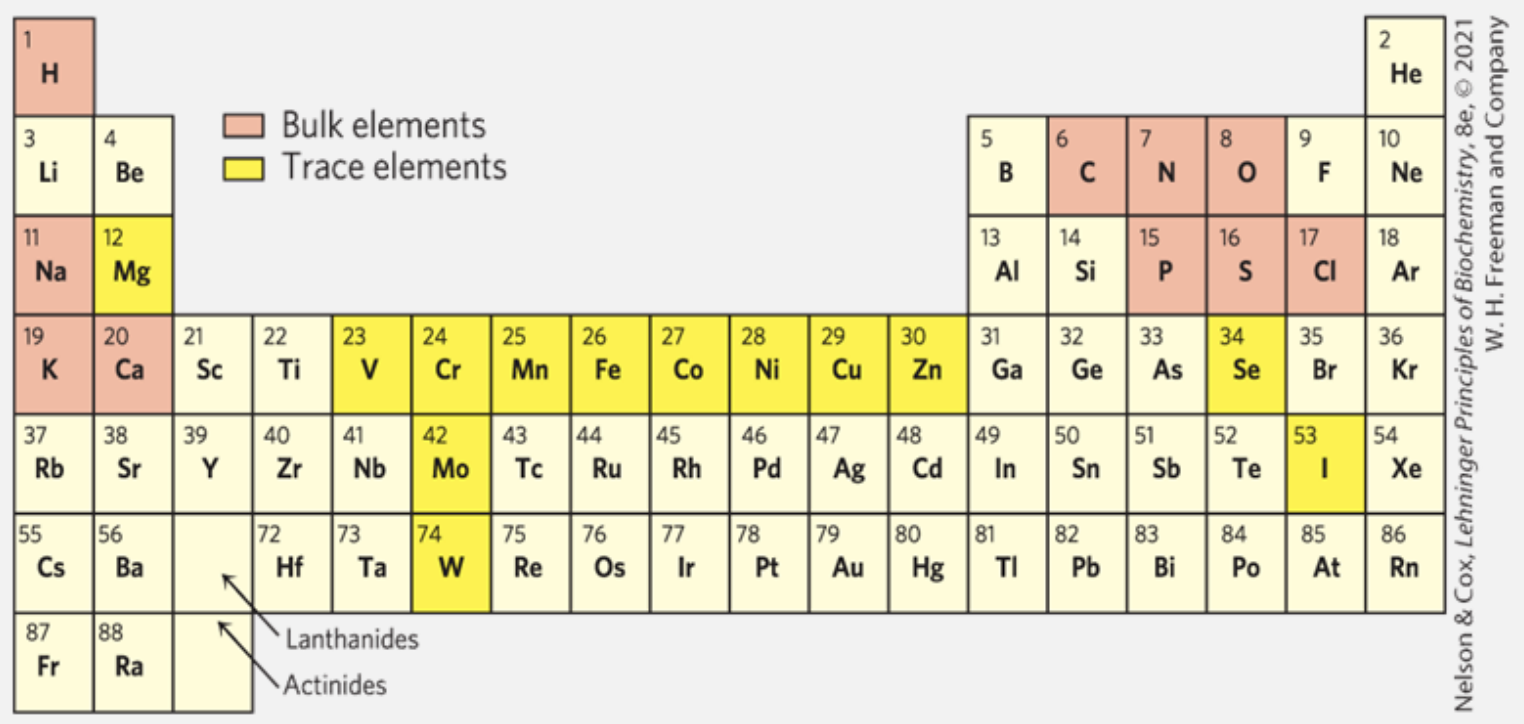 1 2
H He
Bulk elements
Trace elements
3 4 5 6 7 8 9 10
Li Be B C N O F Ne
11 12 13 14 15 16 17 18
Na Mg Al Si P S Cl Ar
19 20 21 22 23 24 25 26 27 28 29 30 31 32 33 34 35 36
K Ca Sc Ti V Cr Mn Fe Co Ni Cu Zn Ga Ge As Se Br Kr
37 38 39 40 41 42 43 44 45 46 47 48 49 50 51 52 53 54
Rb Sr Y Zr Nb Mo Tc Ru Rh Pd Ag Cd In Sn Sb Te I Xe
55 56 72 73 74 75 76 77 78 79 80 81 82 83 84 85 86
Cs Ba Hf Ta W Re Os Ir Pt Au Hg Tl Pb Bi Po At Rn
87 88
Fr Ra
Lanthanides
Actinides
Nelson & Cox, Lehninger Principles of Biochemistry, 8e, © 2021
W. H. Freeman and Company